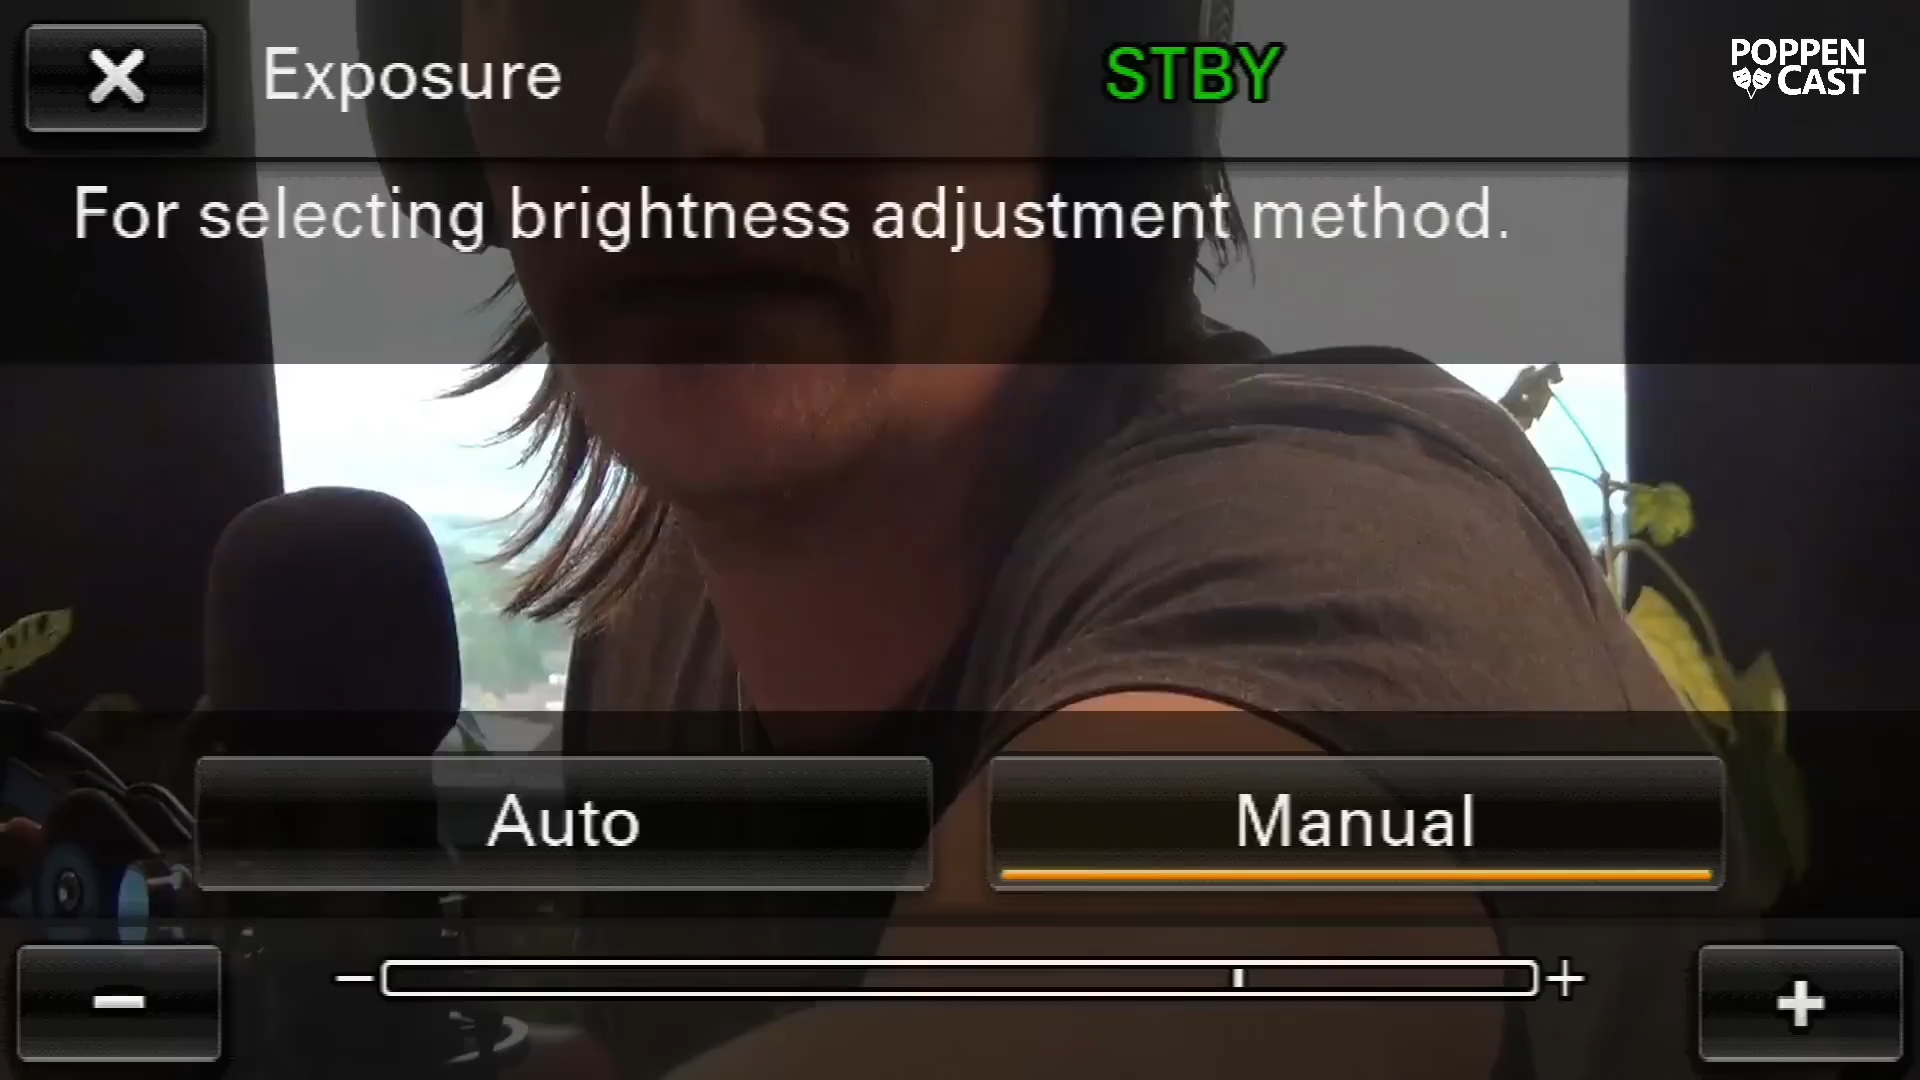 Exposure
STBY
POPPEN
CAST
For selecting brightness adjustment method.
Auto
Manual